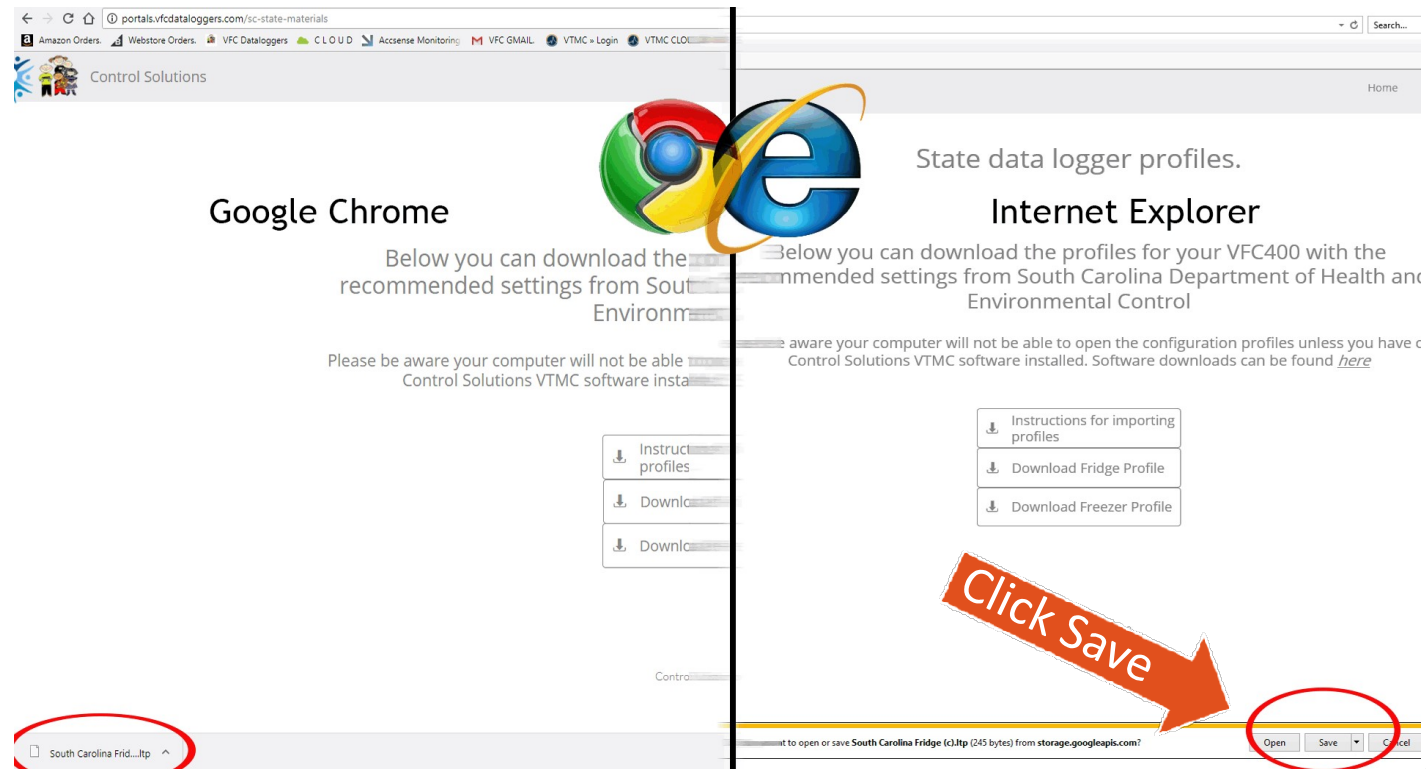 portals.vfcdataloggers.com/sc-state-materials
Search...
Amazon Orders. Webstore Orders. VFC Dataloggers C L O U D Accsense Monitoring VFC GMAIL. VTMC » Login VTMC CLOU
Control Solutions
Home
State data logger profiles.
Google Chrome
Internet Explorer
Below you can download the
recommended settings from Sout
Environm
Please be aware your computer will not be able
Control Solutions VTMC software insta
Instruct
profiles
Downlo
Downlo
Contro
South Carolina Frid....ltp
Below you can download the profiles for your VFC400 with the
mmended settings from South Carolina Department of Health and
Environmental Control
aware your computer will not be able to open the configuration profiles unless you have
Control Solutions VTMC software installed. Software downloads can be found here
Instructions for importing
profiles
Download Fridge Profile
Download Freezer Profile
Click Save
to open or save South Carolina Fridge (c).ltp (245 bytes) from storage.googleapis.com?
Open Save Cancel